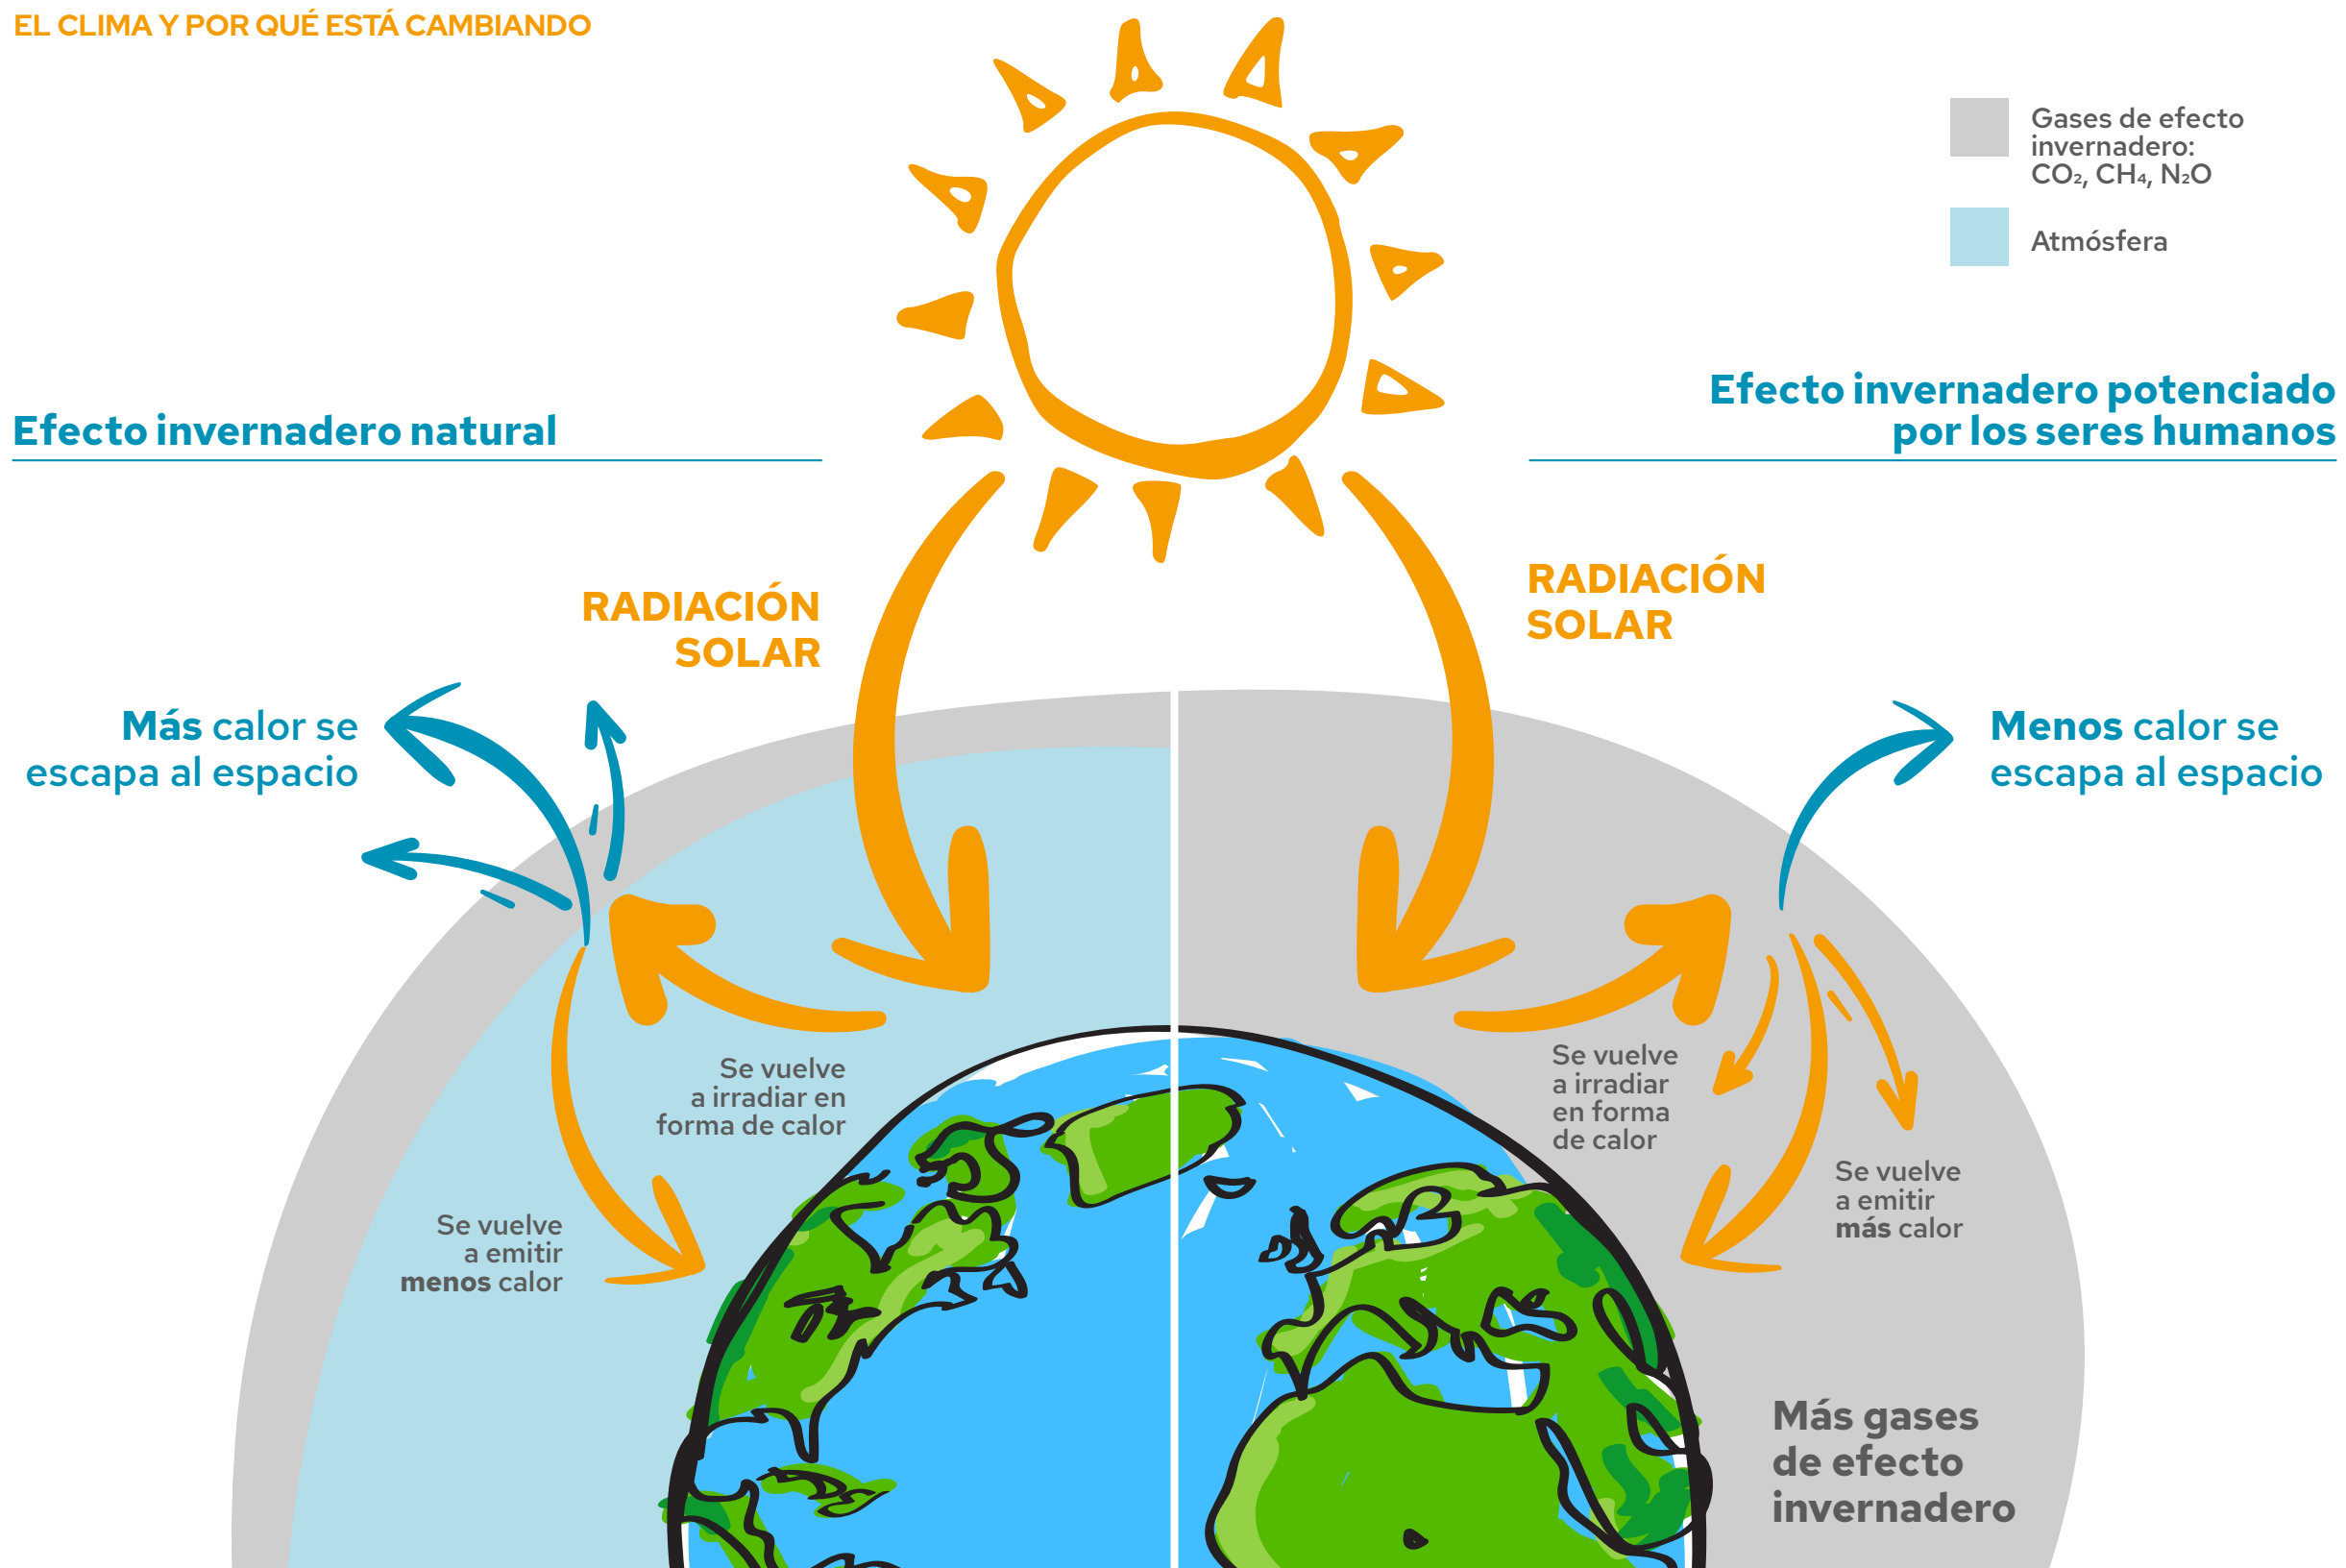 EL CLIMA Y POR QUÉ ESTÁ CAMBIANDO
Gases de efecto
invernadero:
CO₂, CH₄, N₂O
Atmósfera
Efecto invernadero natural
Efecto invernadero potenciado
por los seres humanos
RADIACIÓN
SOLAR
RADIACIÓN
SOLAR
Más calor se
escapa al espacio
Menos calor se
escapa al espacio
Se vuelve
a irradiar en
forma de calor
Se vuelve
a irradiar
en forma
de calor
Se vuelve
a emitir
menos calor
Se vuelve
a emitir
más calor
Más gases
de efecto
invernadero